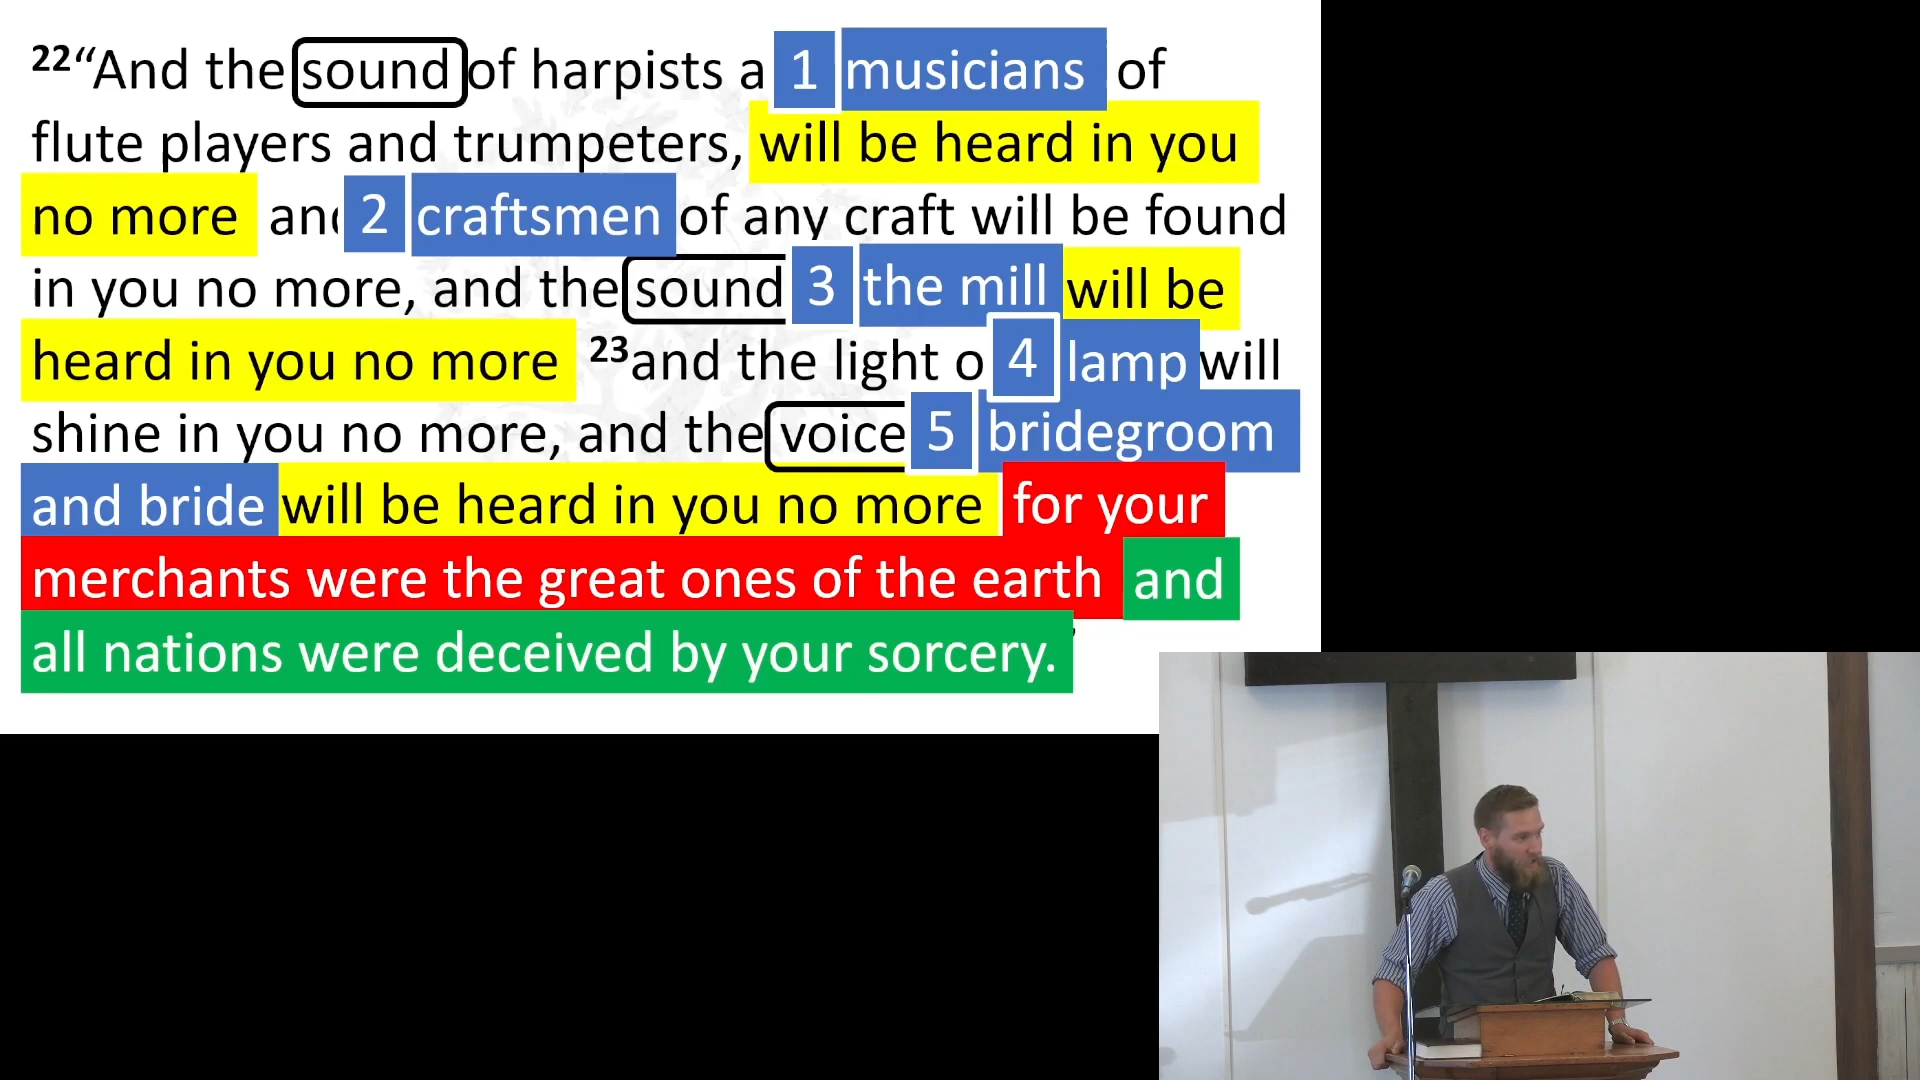 22“And the sound of harpists a 1 musicians of
flute players and trumpeters, will be heard in you
no more and 2 craftsmen of any craft will be found
in you no more, and the sound 3 the mill will be
heard in you no more 23and the light o 4 lamp will
shine in you no more, and the voice 5 bridegroom
and bride will be heard in you no more for your
merchants were the great ones of the earth and
all nations were deceived by your sorcery.